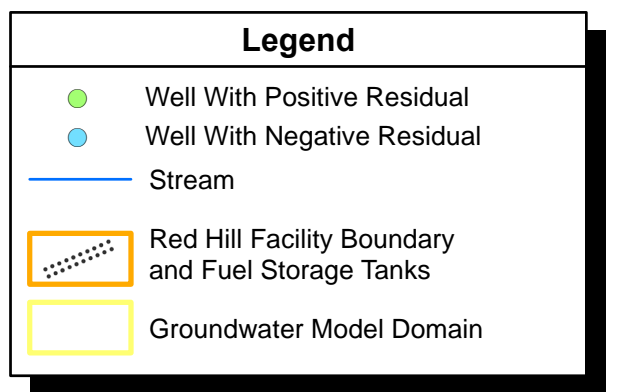 Legend
Well With Positive Residual
Well With Negative Residual
Stream
Red Hill Facility Boundary
and Fuel Storage Tanks
Groundwater Model Domain